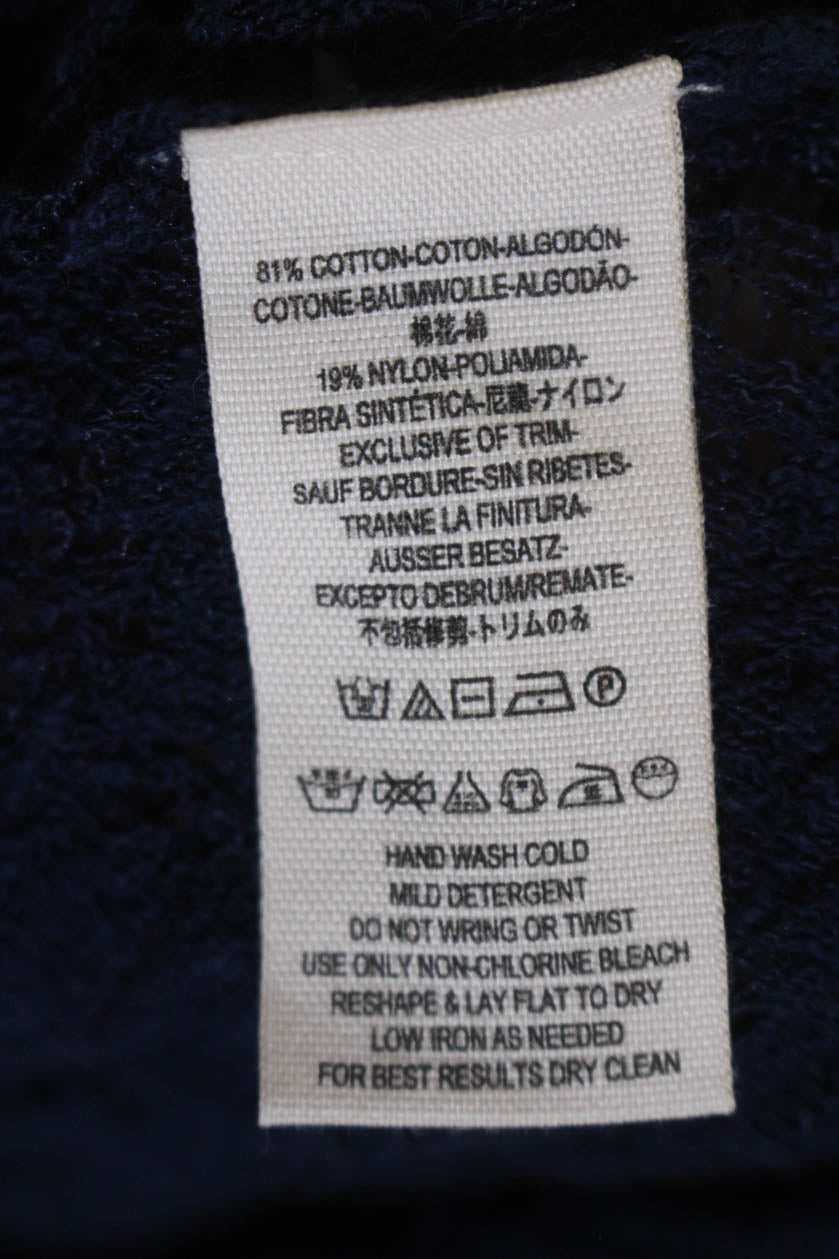 81% COTTON-COTON-ALGODÓN-
COTONE-BAUMWOLLE-ALGODÃO-
棉花-綿
19% NYLON-POLIAMIDA-
FIBRA SINTÉTICA-尼龍-ナイロン
EXCLUSIVE OF TRIM-
SAUF BORDURE-SIN RIBETES-
TRANNE LA FINITURA-
AUSSER BESATZ-
EXCEPTO DEBRUM/REMATE-
不包括修剪-トリムのみ
HAND WASH COLD
MILD DETERGENT
DO NOT WRING OR TWIST
USE ONLY NON-CHLORINE BLEACH
RESHAPE & LAY FLAT TO DRY
LOW IRON AS NEEDED
FOR BEST RESULTS DRY CLEAN